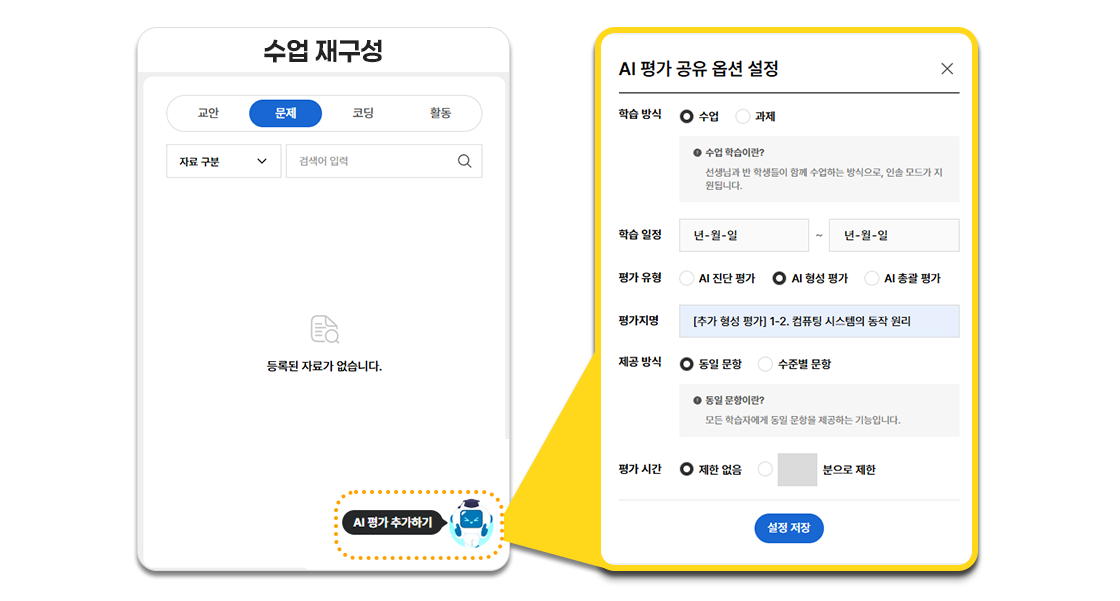 수업 재구성
교안 문제 코딩 활동
자료 구분 검색어 입력
등록된 자료가 없습니다.
AI 평가 추가하기
AI 평가 공유 옵션 설정
학습 방식 수업 과제
수업 학습이란?
선생님과 반 학생들이 함께 수업하는 방식으로, 인솔 모드가 지
원됩니다.
학습 일정 년-월-일 ~ 년-월-일
평가 유형 AI 진단 평가 AI 형성 평가 AI 총괄 평가
평가지명 [추가 형성 평가] 1-2. 컴퓨팅 시스템의 동작 원리
제공 방식 동일 문항 수준별 문항
동일 문항이란?
모든 학습자에게 동일 문항을 제공하는 기능입니다.
평가 시간 제한 없음 분으로 제한
설정 저장